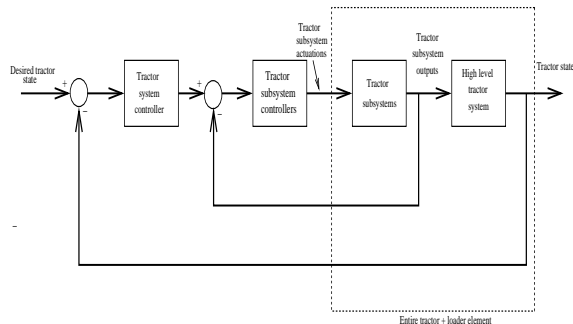 Tractor
subsystem
actuations
Tractor
subsystem
outputs
Desired tractor
state
+
−
Tractor
system
controller
+
−
Tractor
subsystem
controllers
Tractor
subsystems
High level
tractor
system
Tractor state
−
Entire tractor + loader element